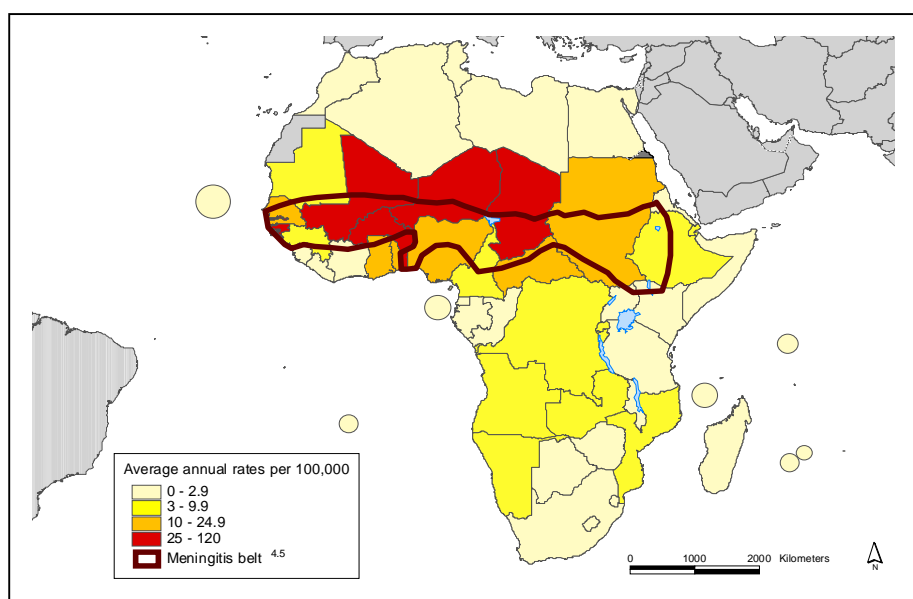 Average annual rates per 100,000
0 - 2.9
3 - 9.9
10 - 24.9
25 - 120
Meningitis belt 4.5
0 1000 2000 Kilometers
N